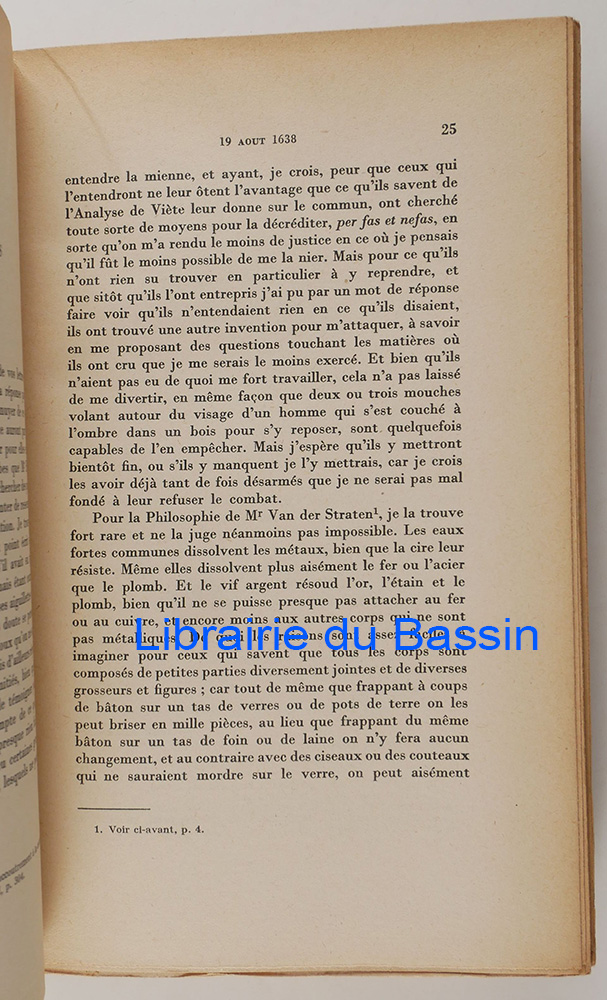 19 AOUT 1638
25
entendre la mienne, et ayant, je crois, peur que ceux qui
l'entendront ne leur ôtent l'avantage que ce qu'ils savent de
l'Analyse de Viète leur donne sur le commun, ont cherché
toute sorte de moyens pour la décréditer, per fas et nefas, en
sorte qu'on m'a rendu le moins de justice en ce où je pensais
qu'il fût le moins possible de me la nier. Mais pour ce qu'ils
n'ont rien su trouver en particulier à y reprendre, et
que sitôt qu'ils l'ont entrepris j'ai pu par un mot de réponse
faire voir qu'ils n'entendaient rien en ce qu'ils disaient,
ils ont trouvé une autre invention pour m'attaquer, à savoir
en me proposant des questions touchant les matières où
ils ont cru que je me serais le moins exercé. Et bien qu'ils
n'aient pas eu de quoi me fort travailler, cela n'a pas laissé
de me divertir, en même façon que deux ou trois mouches
volant autour du visage d'un homme qui s'est couché à
l'ombre dans un bois pour s'y reposer, sont quelquefois
capables de l'en empêcher. Mais j'espère qu'ils y mettront
bientôt fin, ou s'ils y manquent je l'y mettrais, car je crois
les avoir déjà tant de fois désarmés que je ne serai pas mal
fondé à leur refuser le combat.
Pour la Philosophie de Mr Van der Straten1, je la trouve
fort rare et ne la juge néanmoins pas impossible. Les eaux
fortes communes dissolvent les métaux, bien que la cire leur
résiste. Même elles dissolvent plus aisément le fer ou l'acier
que le plomb. Et le vif argent résoud l'or, l'étain et le
plomb, bien qu'il ne se puisse presque pas attacher au fer
ou au cuivre, et encore moins aux autres corps qui ne sont
pas métalliques. De quoi les raisons sont assez faciles à
Librairie du Bassin
imaginer pour ceux qui savent que tous les corps sont
composés de petites parties diversement jointes et de diverses
grosseurs et figures ; car tout de même que frappant à coups
de bâton sur un tas de verres ou de pots de terre on les
peut briser en mille pièces, au lieu que frappant du même
bâton sur un tas de foin ou de laine on n'y fera aucun
changement, et au contraire avec des ciseaux ou des couteaux
qui ne sauraient mordre sur le verre, on peut aisément
1. Voir ci-avant, p. 4.